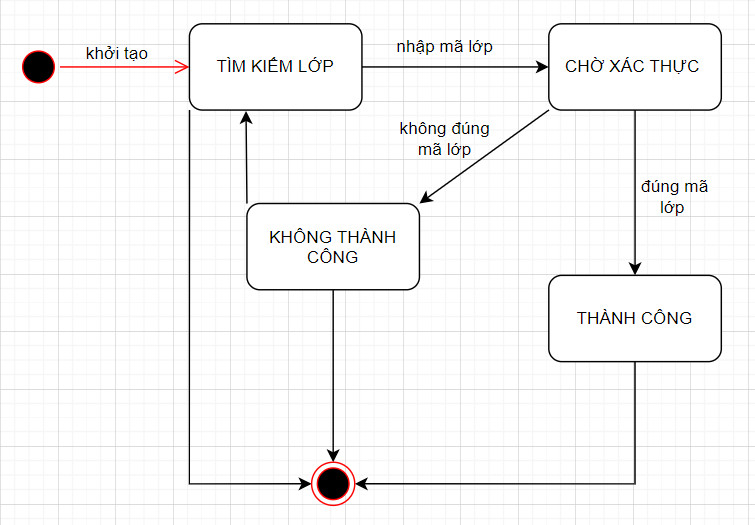 khởi tạo
TÌM KIẾM LỚP
nhập mã lớp
CHỜ XÁC THỰC
không đúng
mã lớp
đúng mã
lớp
KHÔNG THÀNH
CÔNG
THÀNH CÔNG